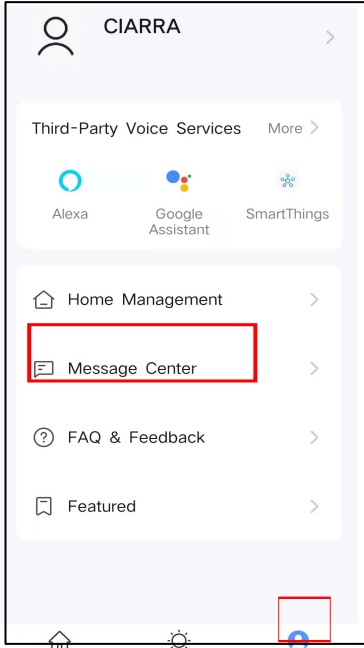 CIARRA
Third-Party Voice Services More
Alexa
Google
Assistant
SmartThings
Home Management
Message Center
FAQ & Feedback
Featured